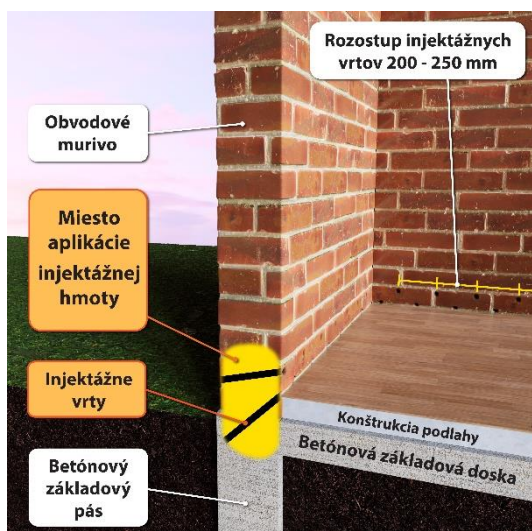 Rozostup injektážnych
vrtov 200 - 250 mm
Obvodové
murivo
Miesto
aplikácie
injektážnej
hmoty
Injektážne
vrty
Betónový
základový
pás
Konštrukcia podlahy
Betónová základová doska